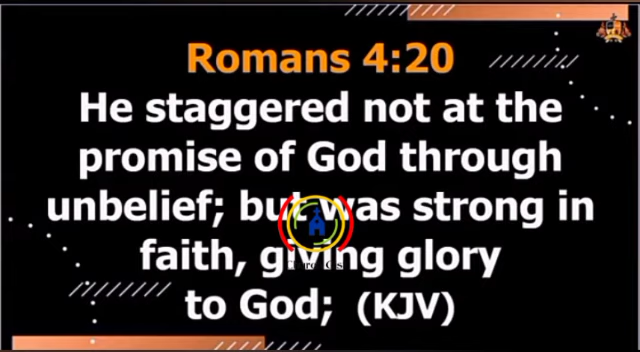 Romans 4:20
He staggered not at the
promise of God through
unbelief; but was strong in
faith, giving glory
to God; (KJV)